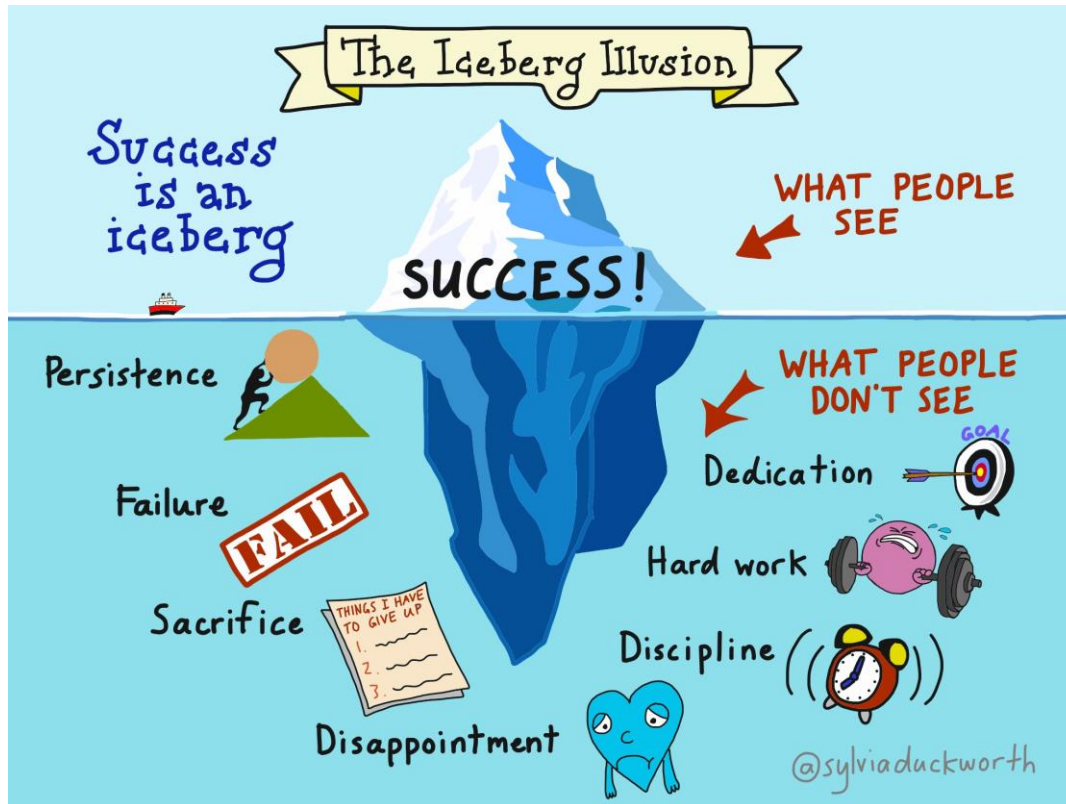 The Iceberg Illusion
Success
is an
iceberg
WHAT PEOPLE
SEE
SUCCESS!
Persistence
WHAT PEOPLE
DON'T SEE
GOAL
Dedication
Failure
FAIL
Hard work
Sacrifice
THINGS I HAVE
TO GIVE UP
1.
2.
3.
Discipline
Disappointment
@sylviaduckworth